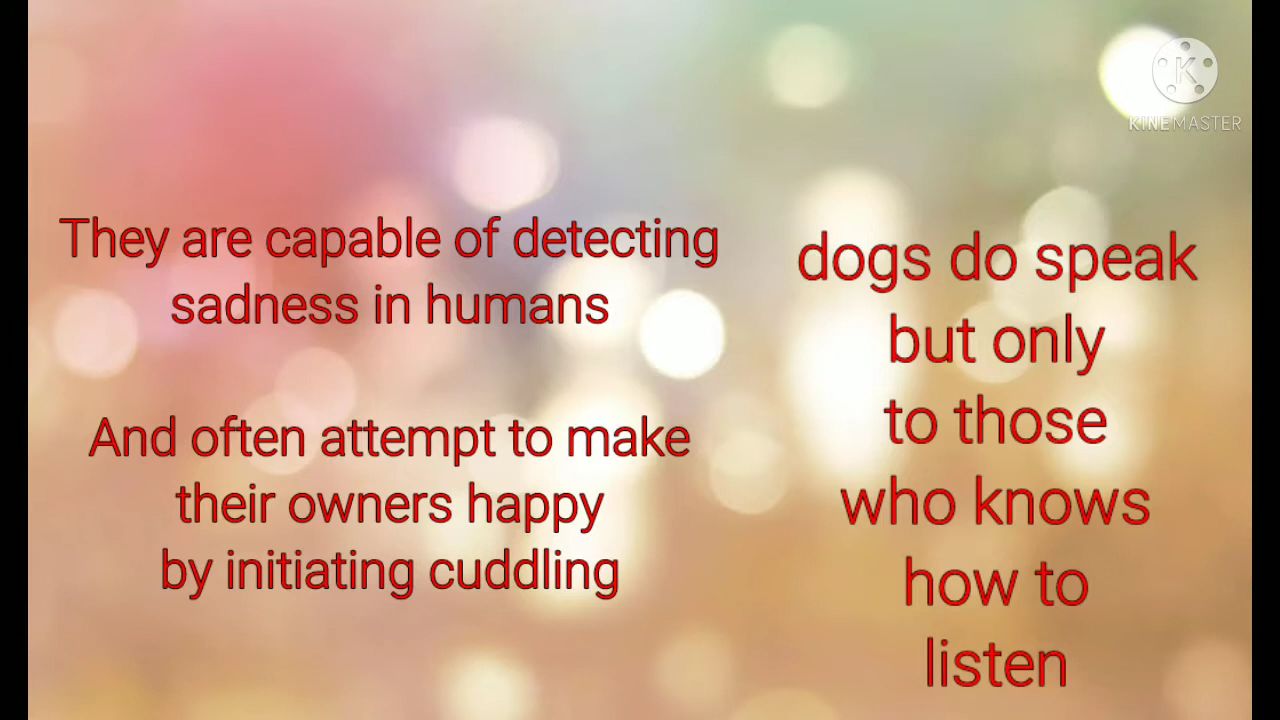 KINEMASTER
They are capable of detecting
sadness in humans
And often attempt to make
their owners happy
by initiating cuddling
dogs do speak
but only
to those
who knows
how to
listen